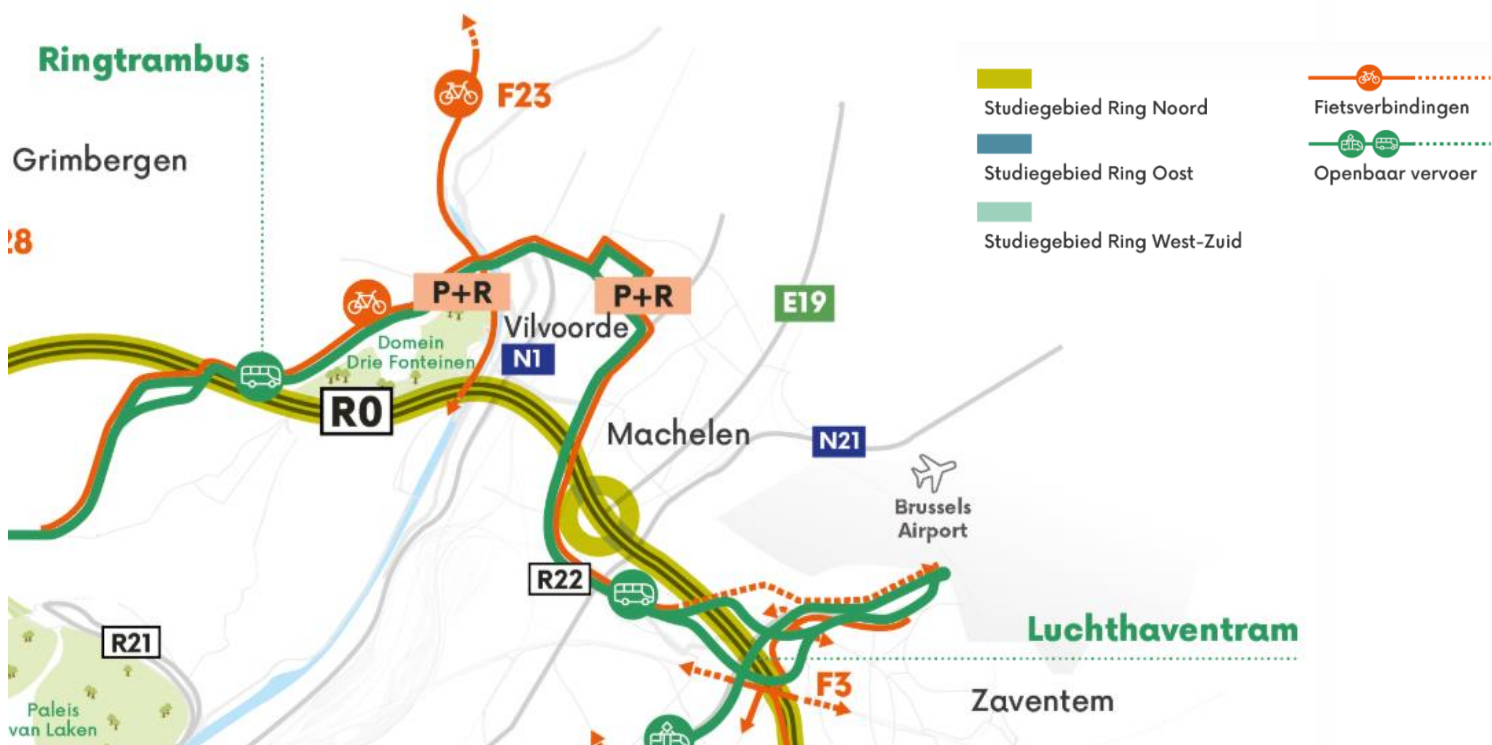 Ringtrambus
F23
Grimbergen
28
P+R
P+R
Vilvoorde
N1
E19
Domein
Drie Fonteinen
R0
Machelen
N21
Brussels
Airport
R22
R21
Luchthaventram
F3
Zaventem
Paleis
van Laken
Studiegebied Ring Noord
Studiegebied Ring Oost
Studiegebied Ring West-Zuid
Fietsverbindingen
Openbaar vervoer